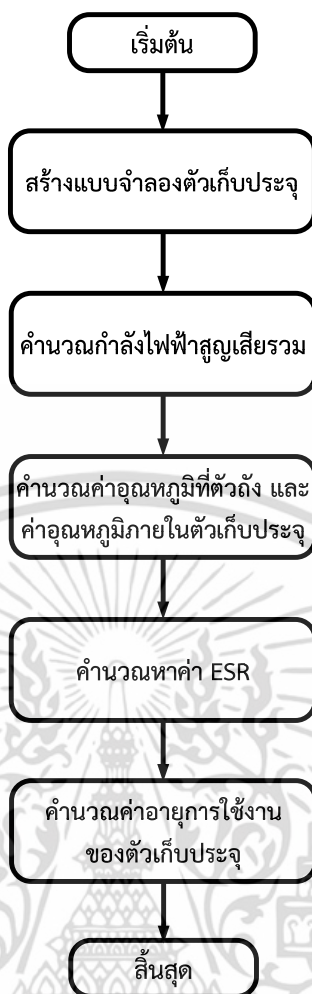 เริ่มต้น
สร้างแบบจำลองตัวเก็บประจุ
คำนวณกำลังไฟฟ้าสูญเสียรวม
คำนวณค่าอุณหภูมิที่ตัวถัง และ
ค่าอุณหภูมิภายในตัวเก็บประจุ
คำนวณหาค่า ESR
คำนวณค่าอายุการใช้งาน
ของตัวเก็บประจุ
สิ้นสุด